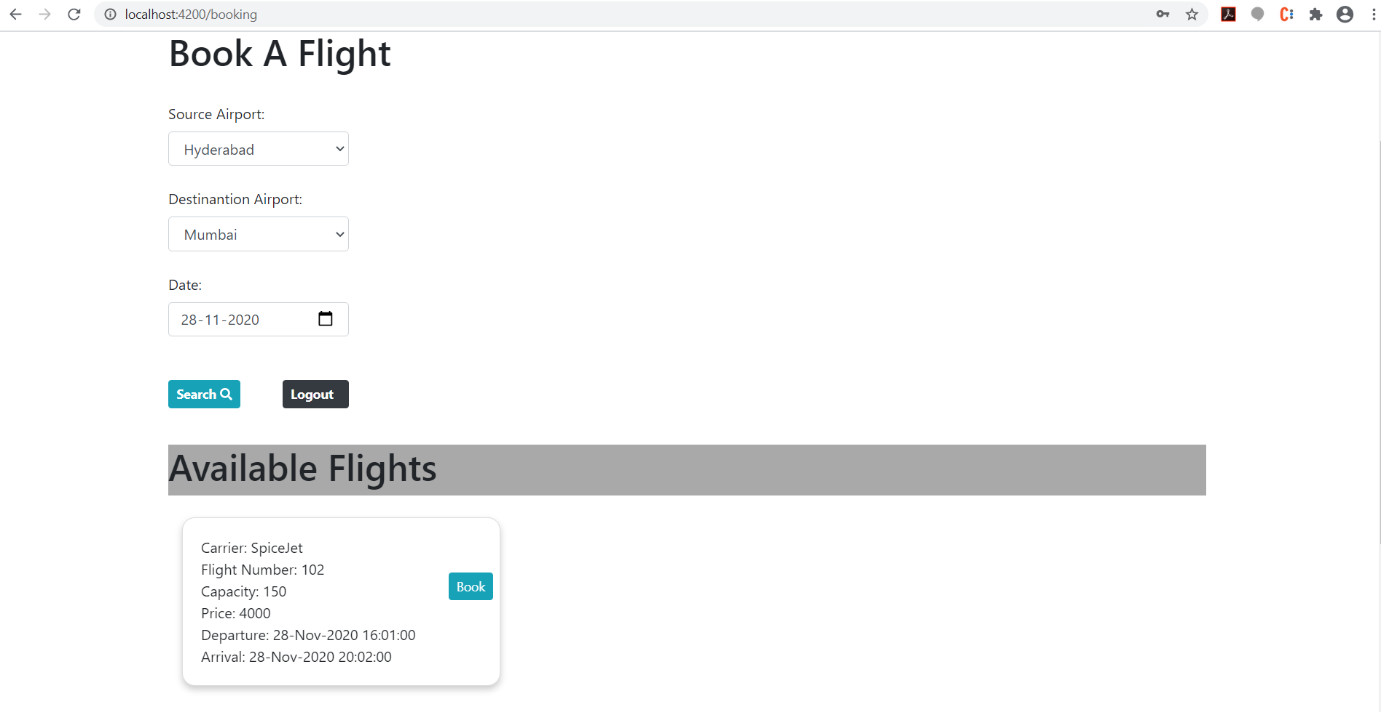 localhost:4200/booking
Book A Flight
Source Airport:
Hyderabad
Destinantion Airport:
Mumbai
Date:
28-11-2020
Search
Logout
Available Flights
Carrier: SpiceJet
Flight Number: 102
Capacity: 150
Book
Price: 4000
Departure: 28-Nov-2020 16:01:00
Arrival: 28-Nov-2020 20:02:00